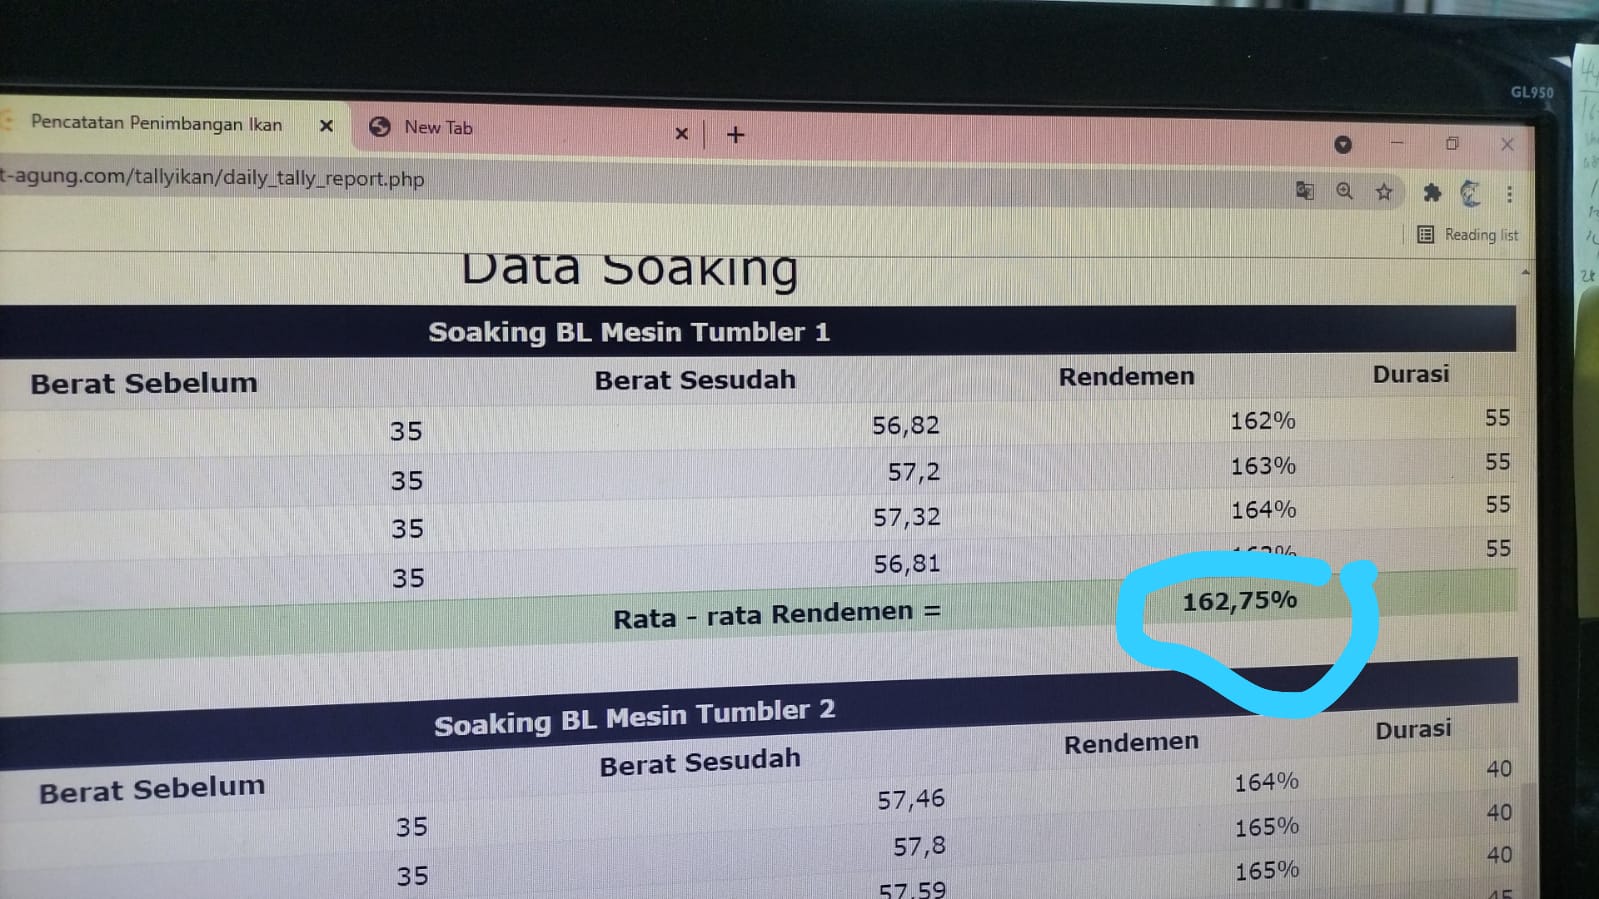 GL950
Pencatatan Penimbangan Ikan
New Tab
t-agung.com/tallyikan/daily_tally_report.php
Reading list
Data Soaking
Soaking BL Mesin Tumbler 1
Berat Sebelum Berat Sesudah Rendemen Durasi
35 56,82 162% 55
35 57,2 163% 55
35 57,32 164% 55
35 56,81 162% 55
Rata - rata Rendemen = 162,75%
Soaking BL Mesin Tumbler 2
Berat Sebelum Berat Sesudah Rendemen Durasi
35 57,46 164% 40
35 57,8 165% 40
57,59 165% 40
45